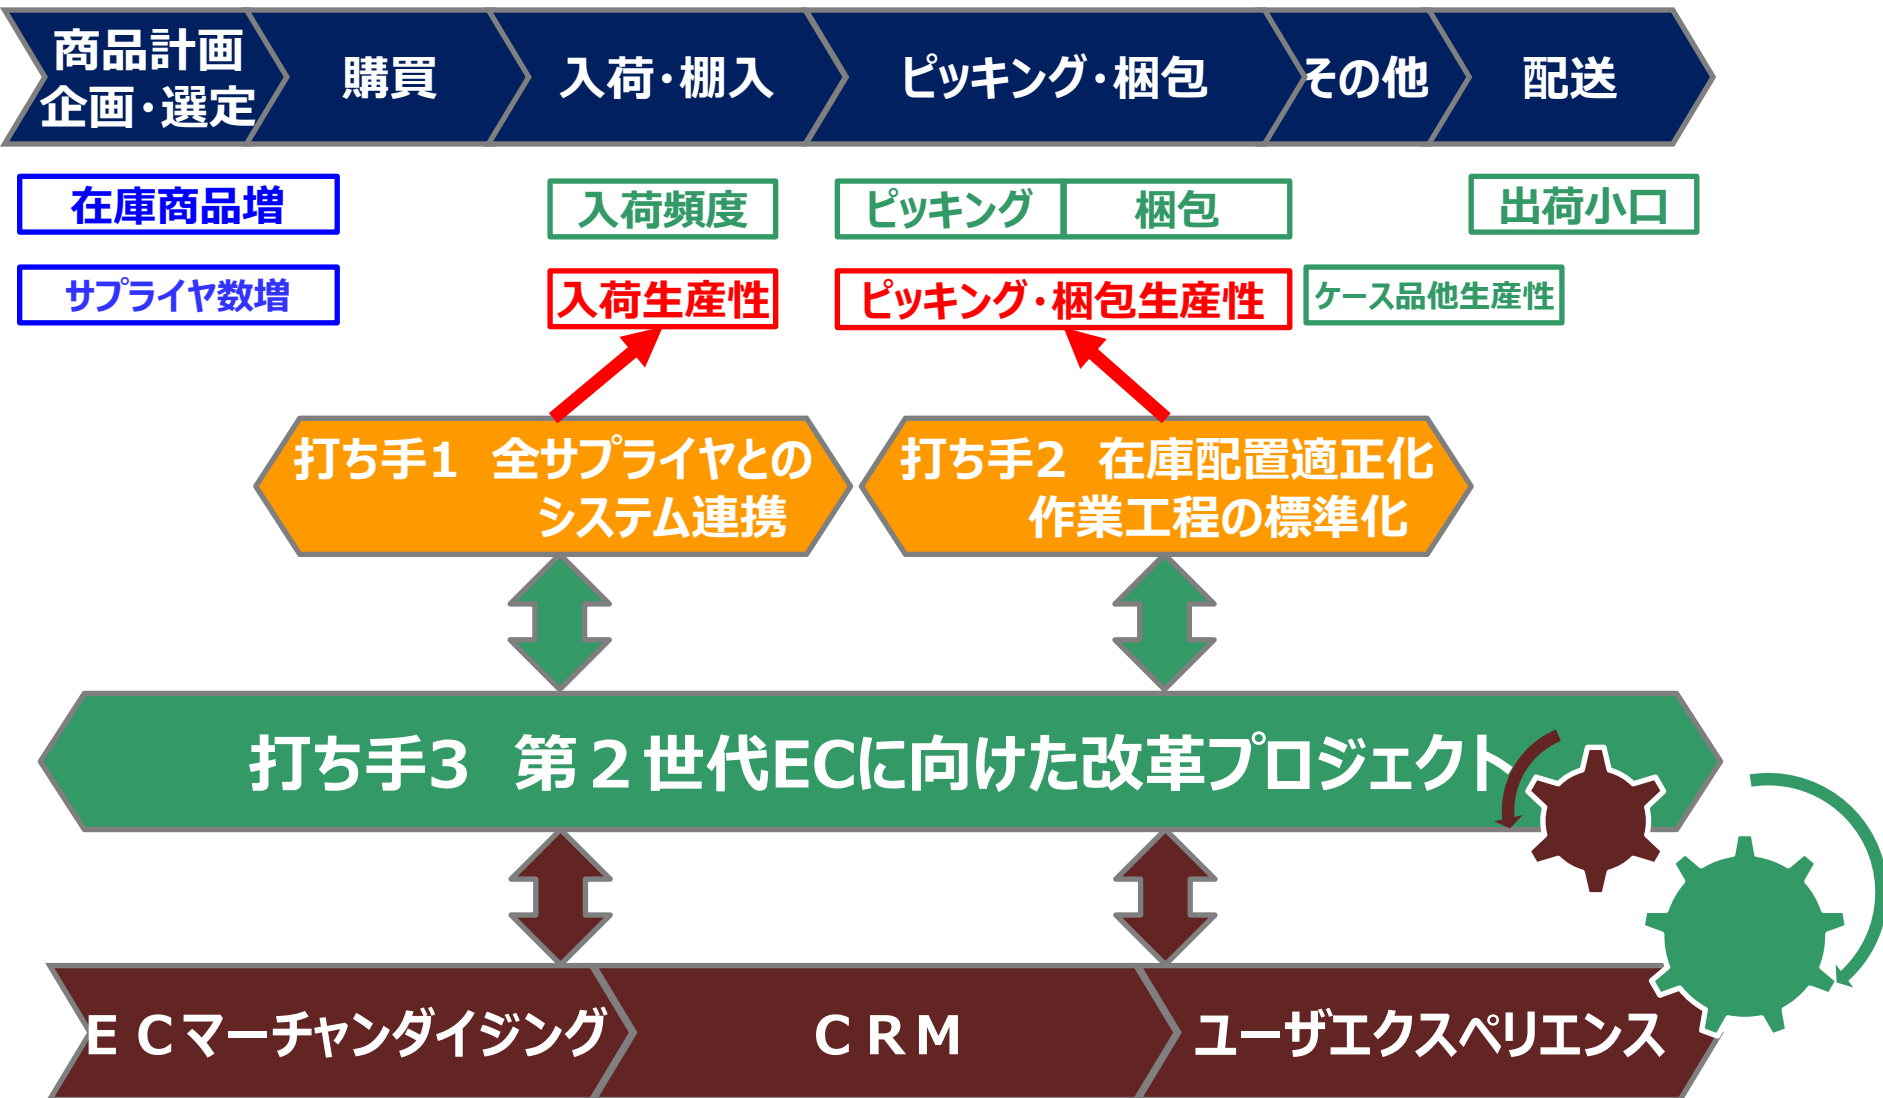 商品計画
企画・選定
購買
入荷・棚入
ピッキング・梱包
その他
配送
在庫商品増
入荷頻度
ピッキング
梱包
出荷小口
サプライヤ数増
入荷生産性
ピッキング・梱包生産性
ケース品他生産性
打ち手1　全サプライヤとの
システム連携
打ち手2　在庫配置適正化
作業工程の標準化
打ち手3　第２世代ECに向けた改革プロジェクト
ＥＣマーチャンダイジング
ＣＲＭ
ユーザエクスペリエンス